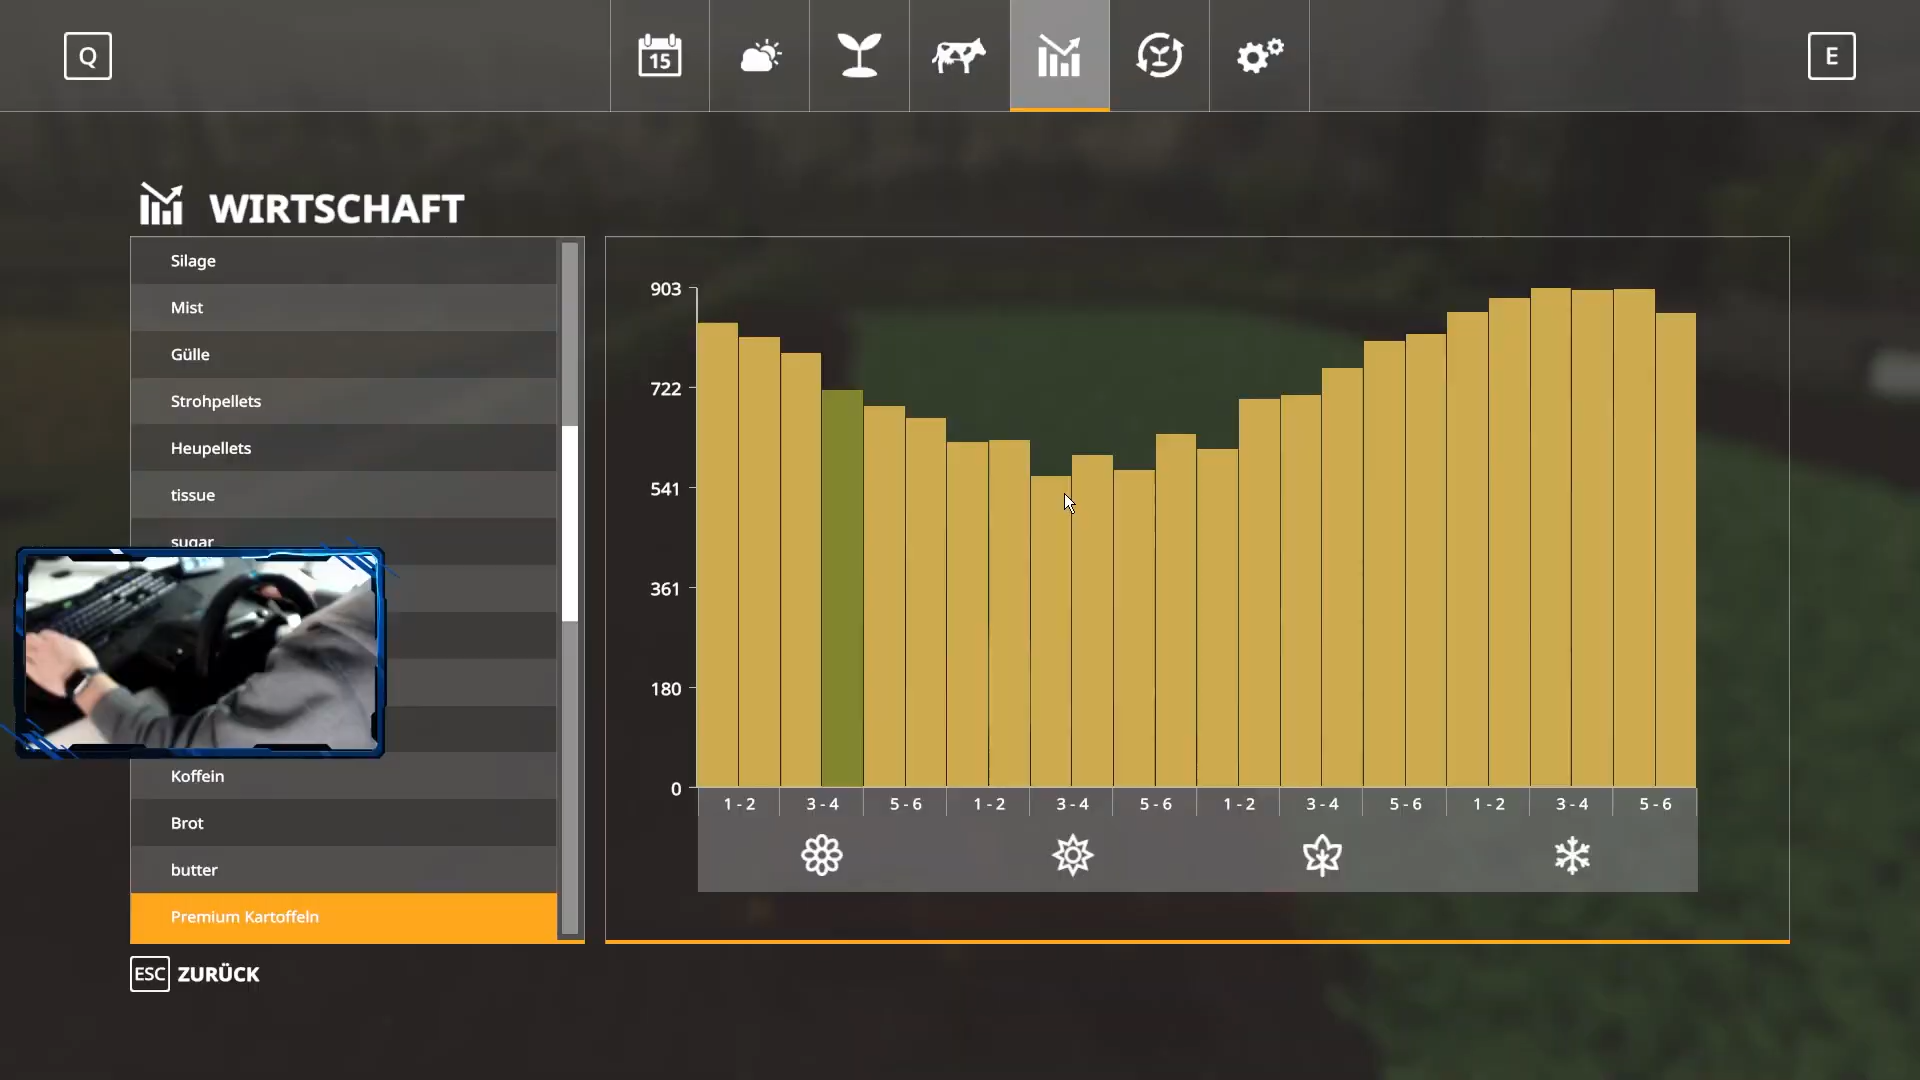 Q
15
E
WIRTSCHAFT
Silage
Mist
Gülle
Strohpellets
Heupellets
tissue
sugar
Koffein
Brot
butter
Premium Kartoffeln
903
722
541
361
180
0
1 - 2 3 - 4 5 - 6 1 - 2 3 - 4 5 - 6 1 - 2 3 - 4 5 - 6 1 - 2 3 - 4 5 - 6
ESC ZURÜCK